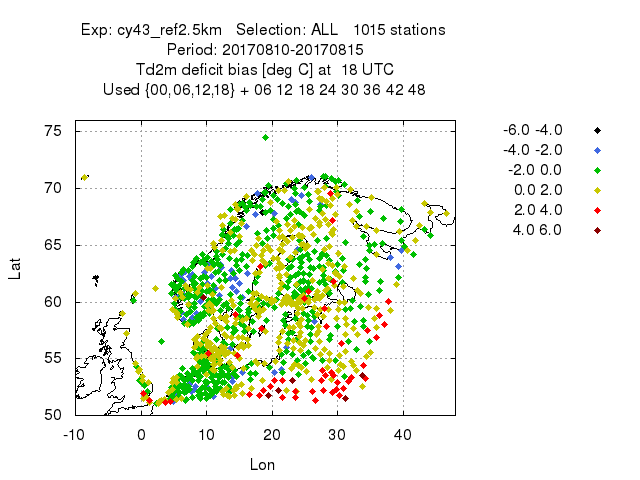 Exp: cy43_ref2.5km Selection: ALL 1015 stations
Period: 20170810-20170815
Td2m deficit bias [deg C] at 18 UTC
Used {00,06,12,18} + 06 12 18 24 30 36 42 48
-6.0 -4.0
-4.0 -2.0
-2.0 0.0
0.0 2.0
2.0 4.0
4.0 6.0
75
70
65
60
55
50
Lat
-10 0 10 20 30 40
Lon